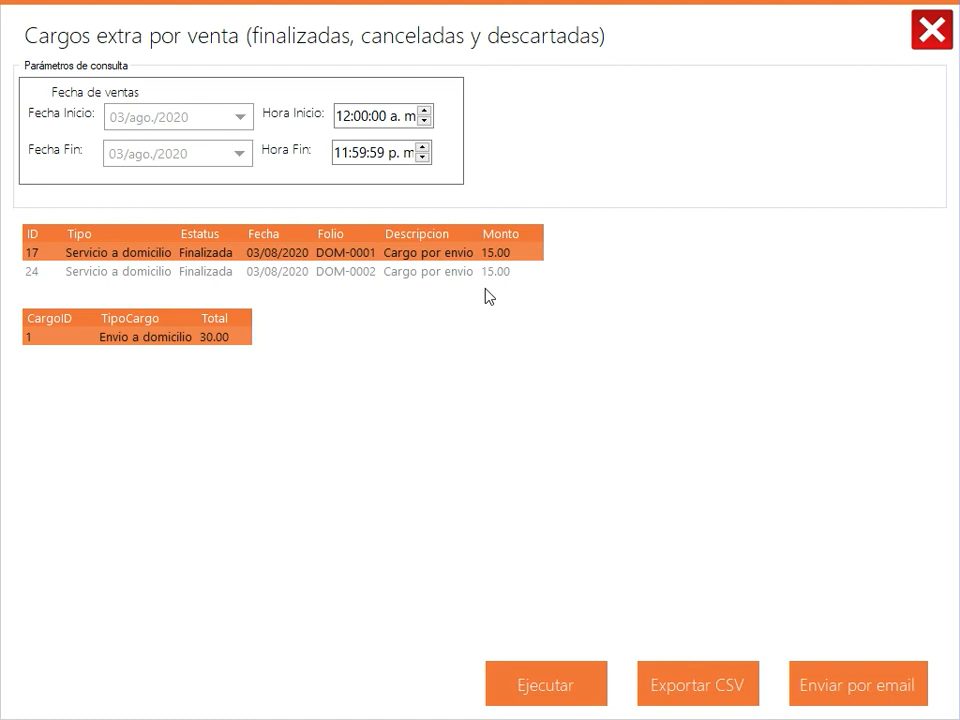 Cargos extra por venta (finalizadas, canceladas y descartadas)
Parámetros de consulta
Fecha de ventas
Fecha Inicio: 03/ago./2020 Hora Inicio: 12:00:00 a. m
Fecha Fin: 03/ago./2020 Hora Fin: 11:59:59 p. m
ID Tipo Estatus Fecha Folio Descripcion Monto
17 Servicio a domicilio Finalizada 03/08/2020 DOM-0001 Cargo por envio 15.00
24 Servicio a domicilio Finalizada 03/08/2020 DOM-0002 Cargo por envio 15.00
CargoID TipoCargo Total
1 Envio a domicilio 30.00
Ejecutar Exportar CSV Enviar por email